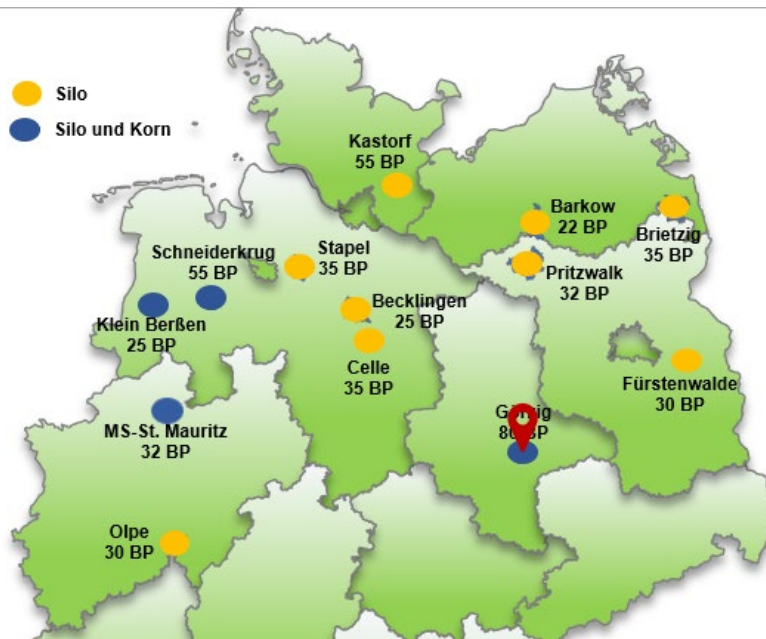 Silo
Silo und Korn
Kastorf
55 BP
Barkow
22 BP
Brietzig
35 BP
Schneiderkrug
55 BP
Stapel
35 BP
Pritzwalk
32 BP
Klein Berßen
25 BP
Becklingen
25 BP
Celle
35 BP
Fürstenwalde
30 BP
MS-St. Mauritz
32 BP
BP
Olpe
30 BP